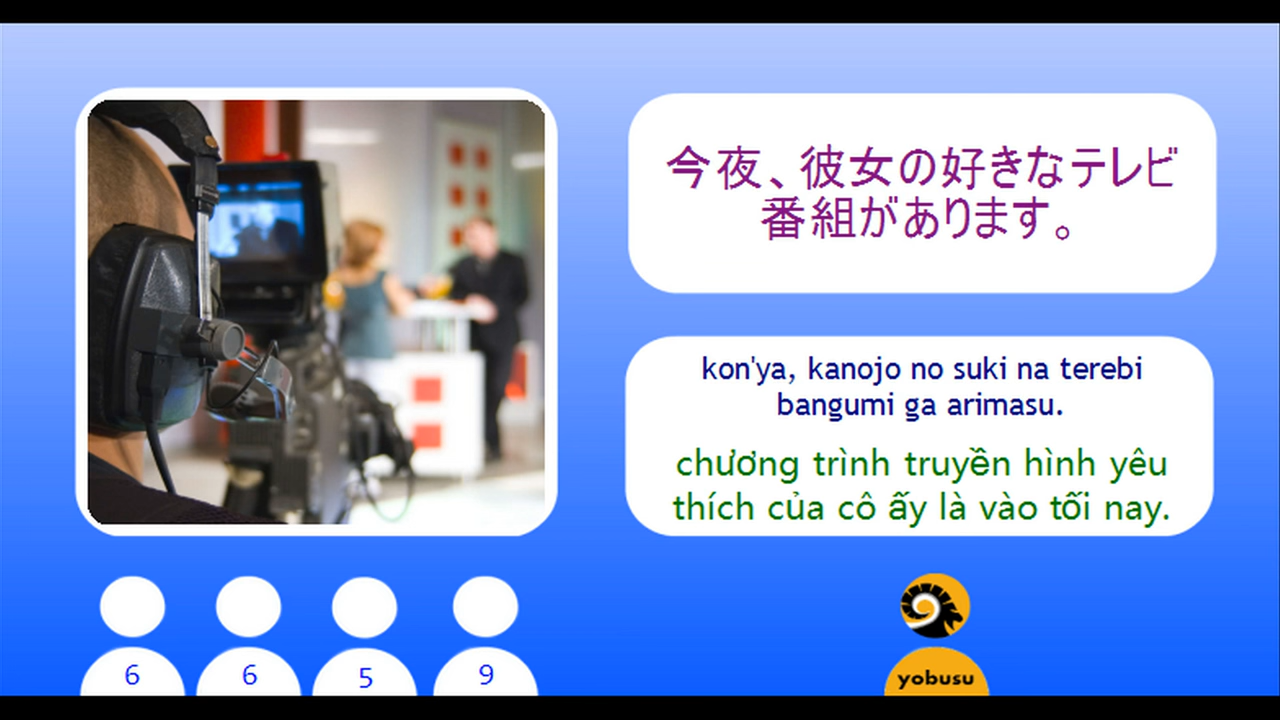 今夜、彼女の好きなテレビ
番組があります。
kon'ya, kanojo no suki na terebi
bangumi ga arimasu.
chương trình truyền hình yêu
thích của cô ấy là vào tối nay.
6 6 5 9
yobusu